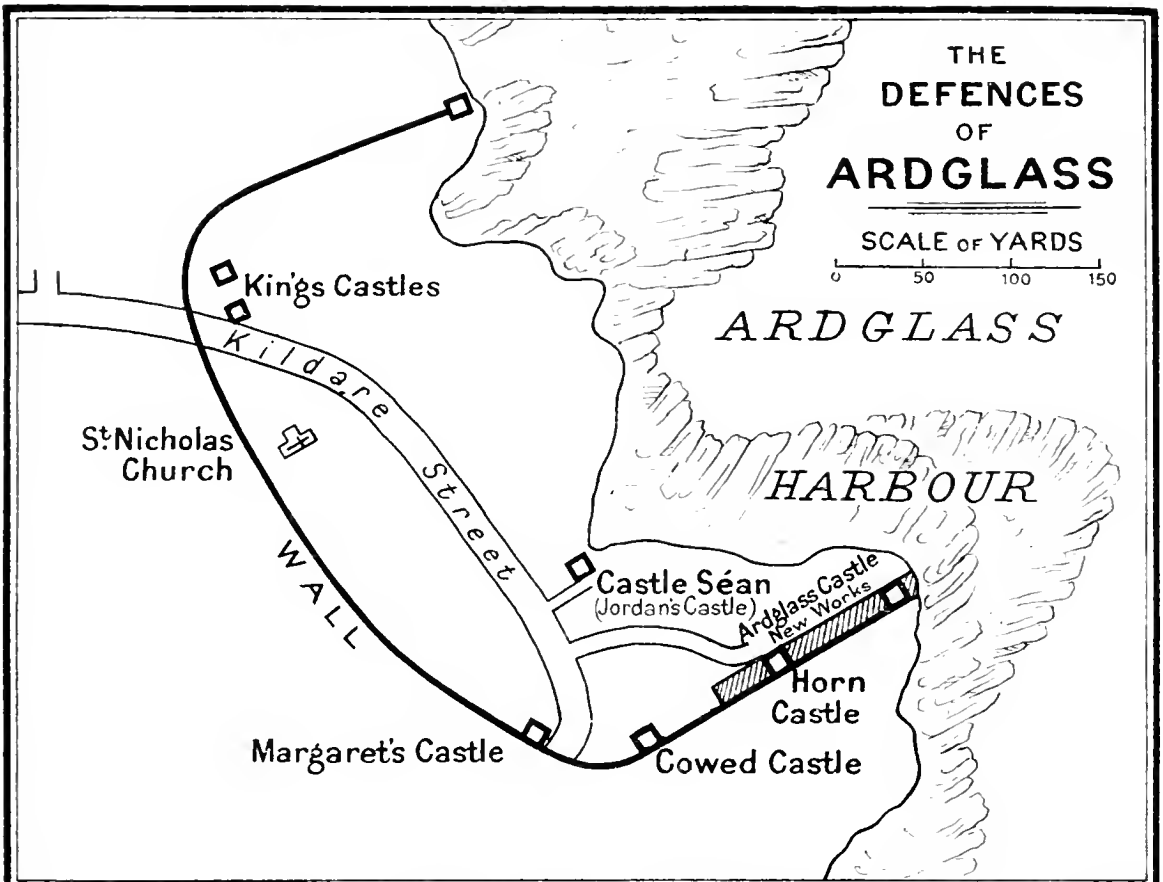 THE
DEFENCES
OF
ARDGLASS
SCALE OF YARDS
0 50 100 150
ARDGLASS
HARBOUR
King's Castles
Kildare Street
St. Nicholas
Church
WALL
Castle Séan
(Jordan's Castle)
Ardglass Castle
New Works
Horn
Castle
Margaret's Castle
Cowed Castle